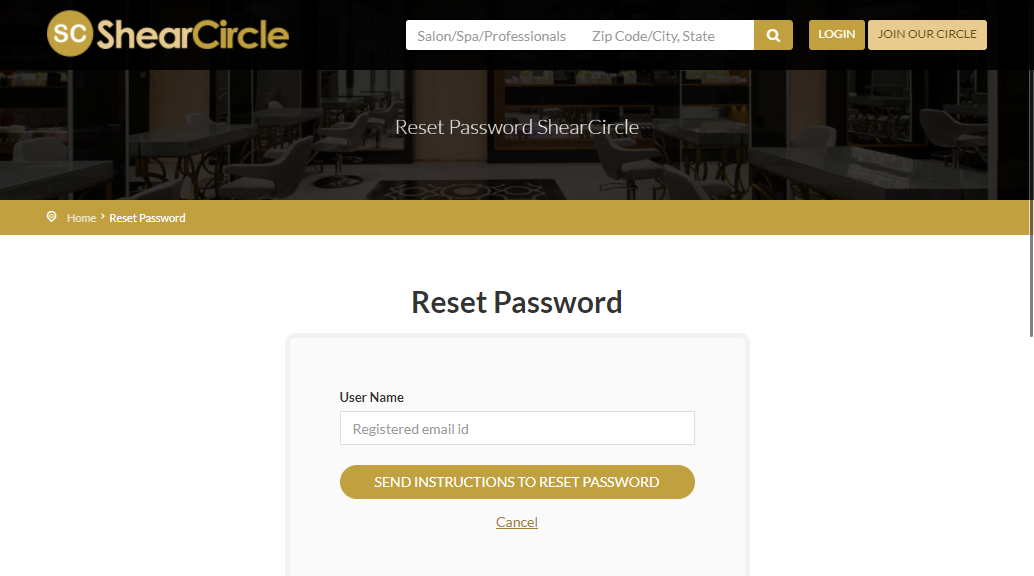 SC ShearCircle
Salon/Spa/Professionals Zip Code/City, State LOGIN JOIN OUR CIRCLE
Reset Password ShearCircle
Home › Reset Password
Reset Password
User Name
Registered email id
SEND INSTRUCTIONS TO RESET PASSWORD
Cancel